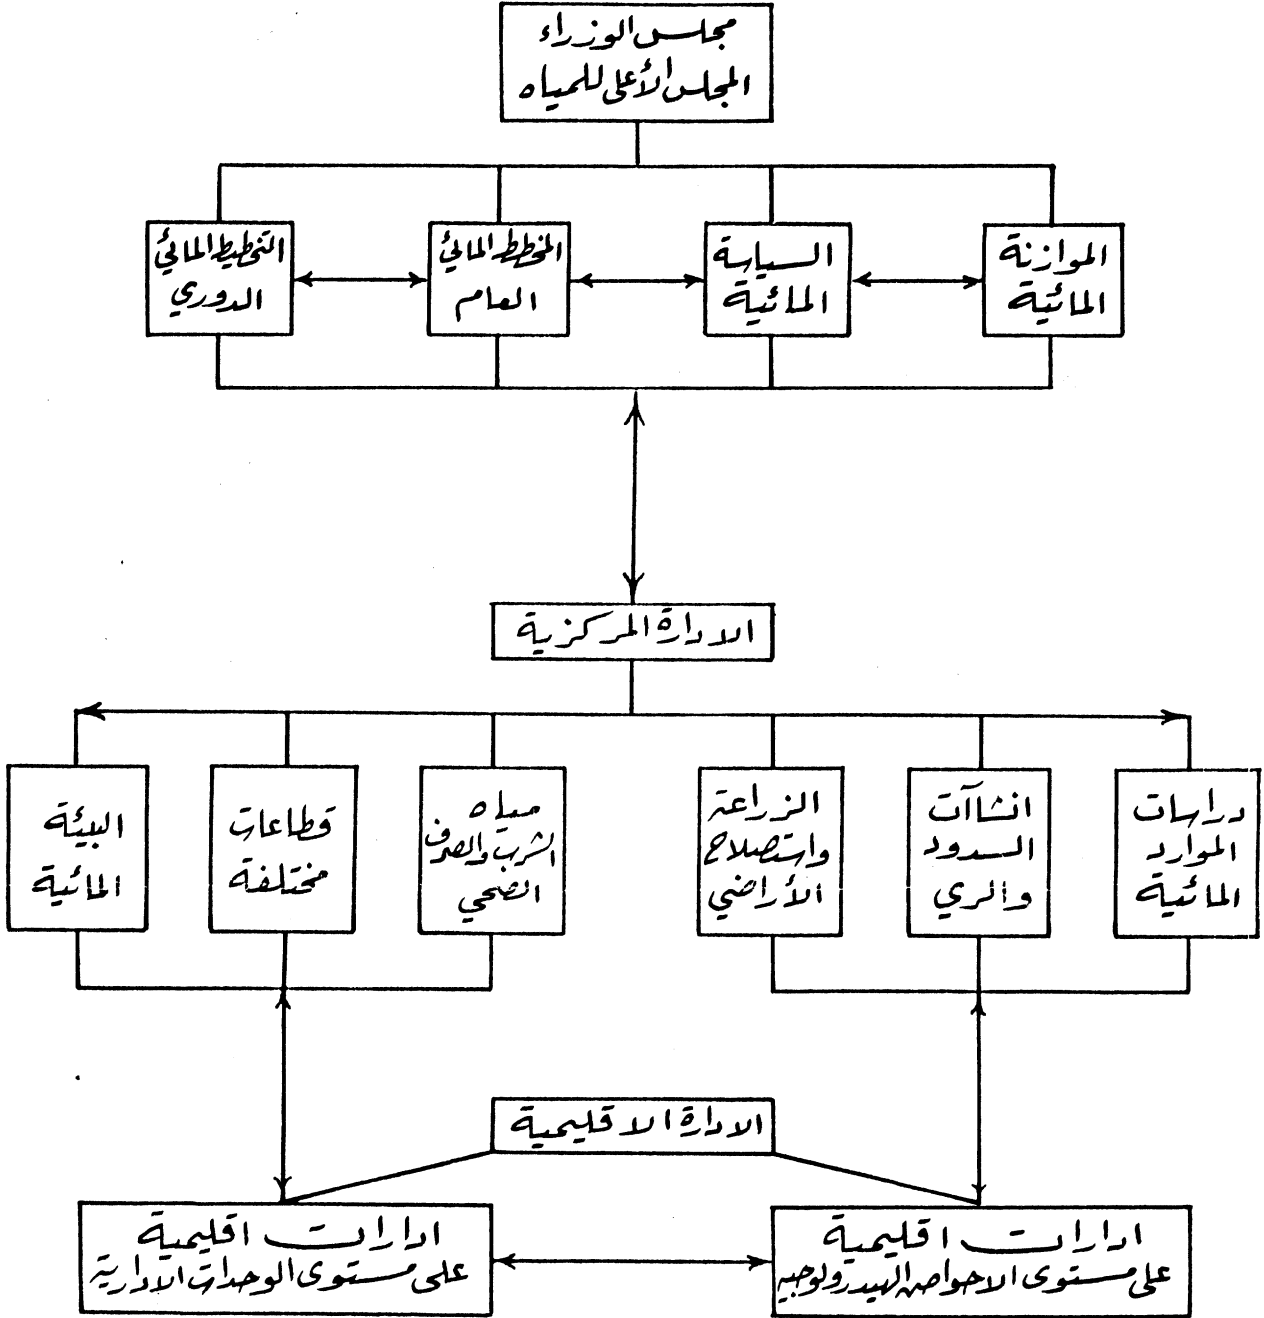 مجلس الوزراء
المجلس الأعلى للمياه
الموازنة
المائية
السياسة
المائية
المخطط المائي
العام
التخطيط المائي
الدوري
الادارة المركزية
دراسات
الموارد
المائية
انشاآت
السدود
والري
الزراعة
واستصلاح
الأراضي
مياه
الشرب والصرف
الصحي
قطاعات
مختلفة
البيئة
المائية
الادارة الاقليمية
ادارات اقليمية
على مستوى الاحواض الهيدرولوجيه
ادارات اقليمية
على مستوى الوحدات الادارية